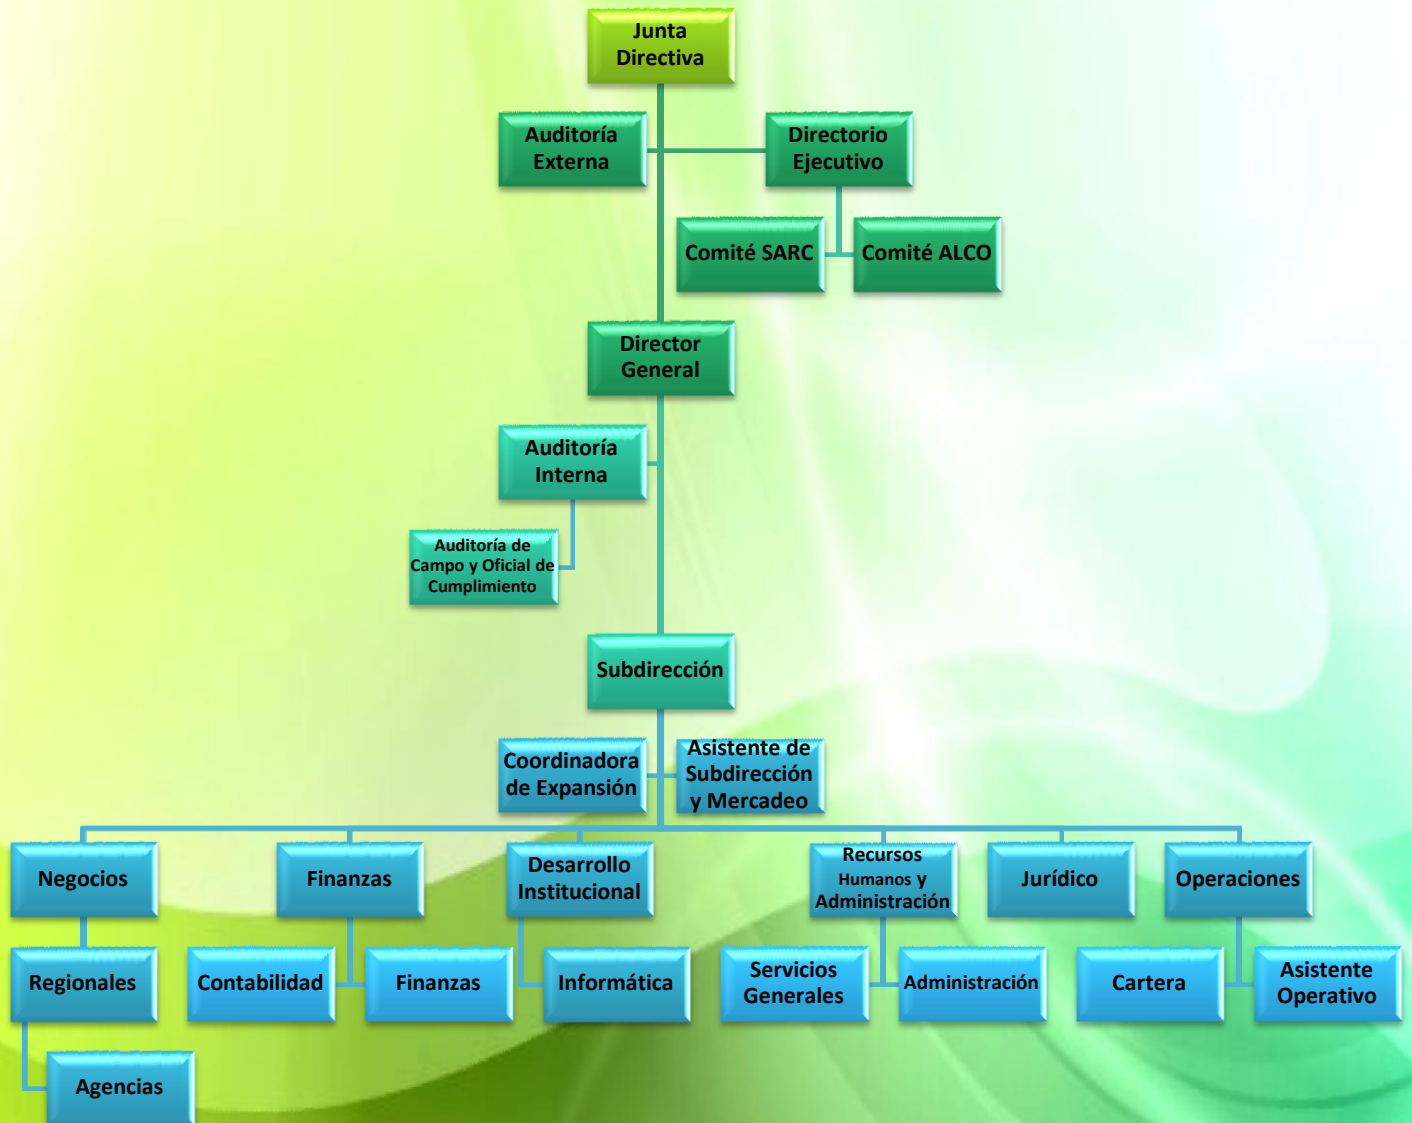 Junta
Directiva
Auditoría
Externa
Directorio
Ejecutivo
Comité SARC
Comité ALCO
Director
General
Auditoría
Interna
Auditoría de
Campo y Oficial de
Cumplimiento
Subdirección
Coordinadora
de Expansión
Asistente de
Subdirección
y Mercadeo
Negocios
Finanzas
Desarrollo
Institucional
Recursos
Humanos y
Administración
Jurídico
Operaciones
Regionales
Contabilidad
Finanzas
Informática
Servicios
Generales
Administración
Cartera
Asistente
Operativo
Agencias